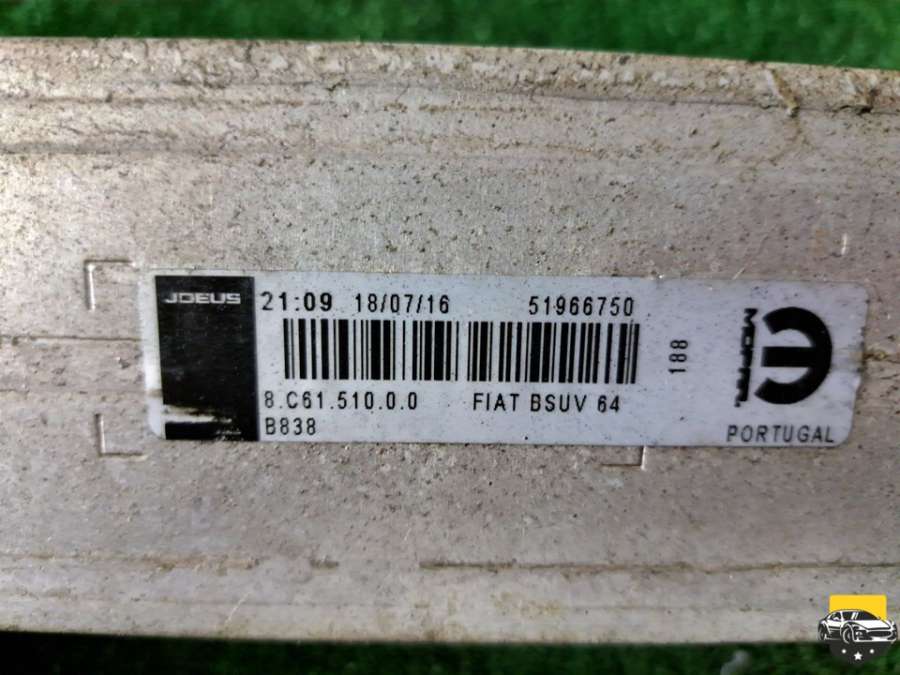 JDEUS
21:09 18/07/16 51966750
188
MOPAR
8.C61.510.0.0 FIAT BSUV 64
B838
PORTUGAL